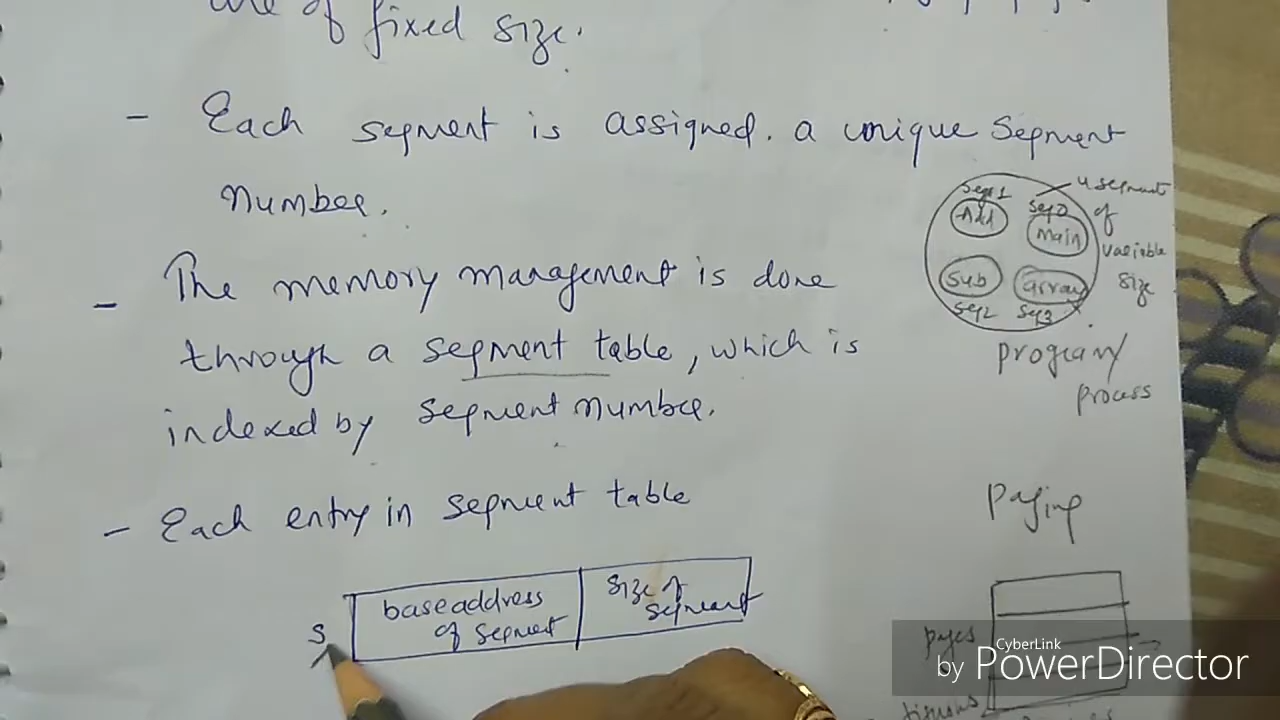 are of fixed size.
- Each segment is assigned. a unique Segment
number.
- The memory management is done
through a segment table, which is
indexed by segment number.
- Each entry in segment table
base address
of segment
size of
segment
S
Seg1
Add
Seg0
Main
Sub
Seg2
array
Seg3
4 segments
of
variable
size
program/
process
paging
pages
CyberLink
by PowerDirector